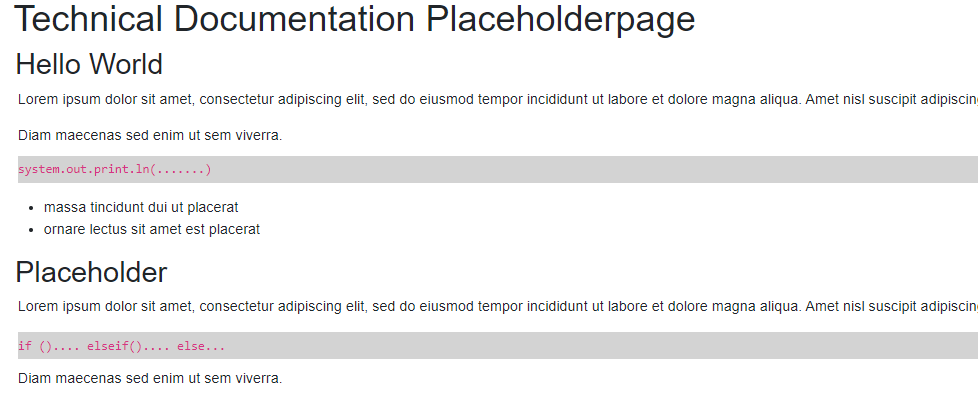 Technical Documentation Placeholderpage
Hello World
Lorem ipsum dolor sit amet, consectetur adipiscing elit, sed do eiusmod tempor incididunt ut labore et dolore magna aliqua. Amet nisl suscipit adipiscin
Diam maecenas sed enim ut sem viverra.
system.out.print.ln(.......)
• massa tincidunt dui ut placerat
• ornare lectus sit amet est placerat
Placeholder
Lorem ipsum dolor sit amet, consectetur adipiscing elit, sed do eiusmod tempor incididunt ut labore et dolore magna aliqua. Amet nisl suscipit adipiscin
if ().... elseif().... else...
Diam maecenas sed enim ut sem viverra.